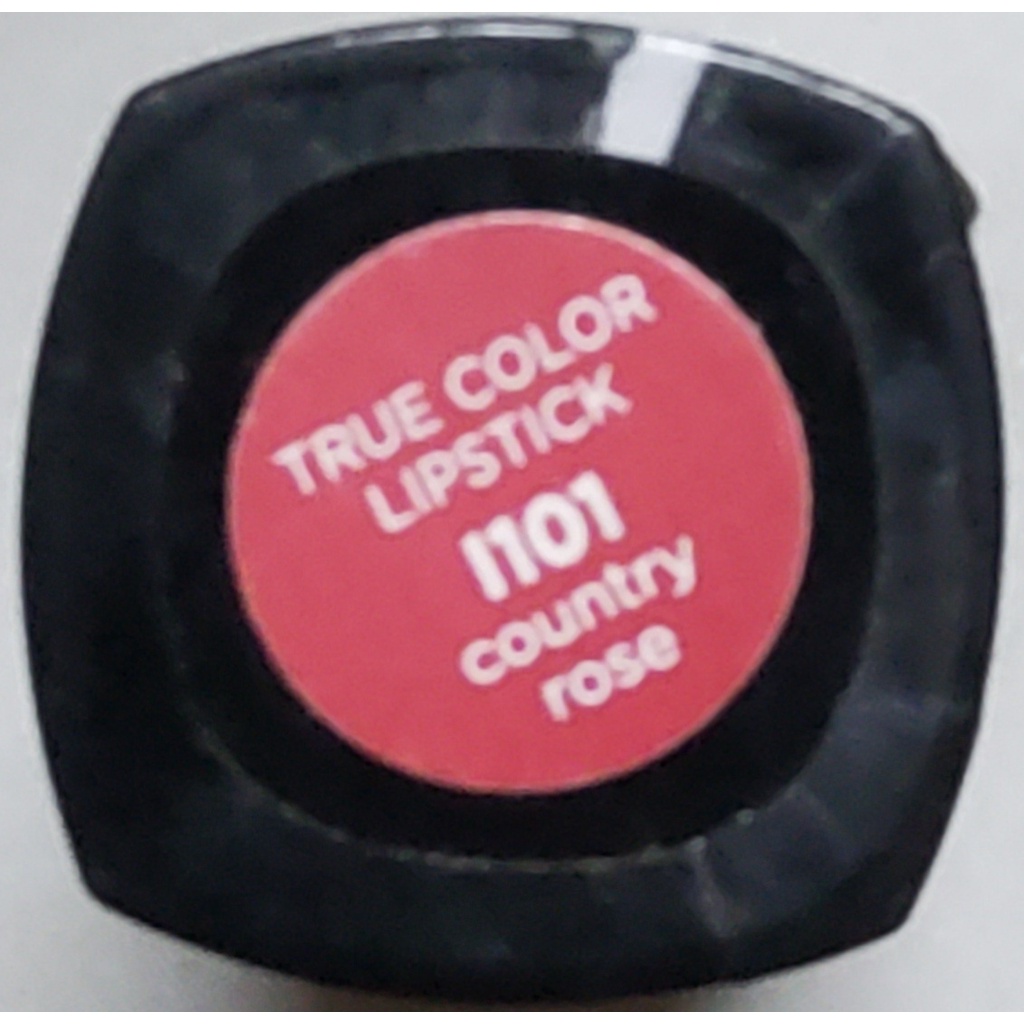 TRUE COLOR
LIPSTICK
I101
country
rose